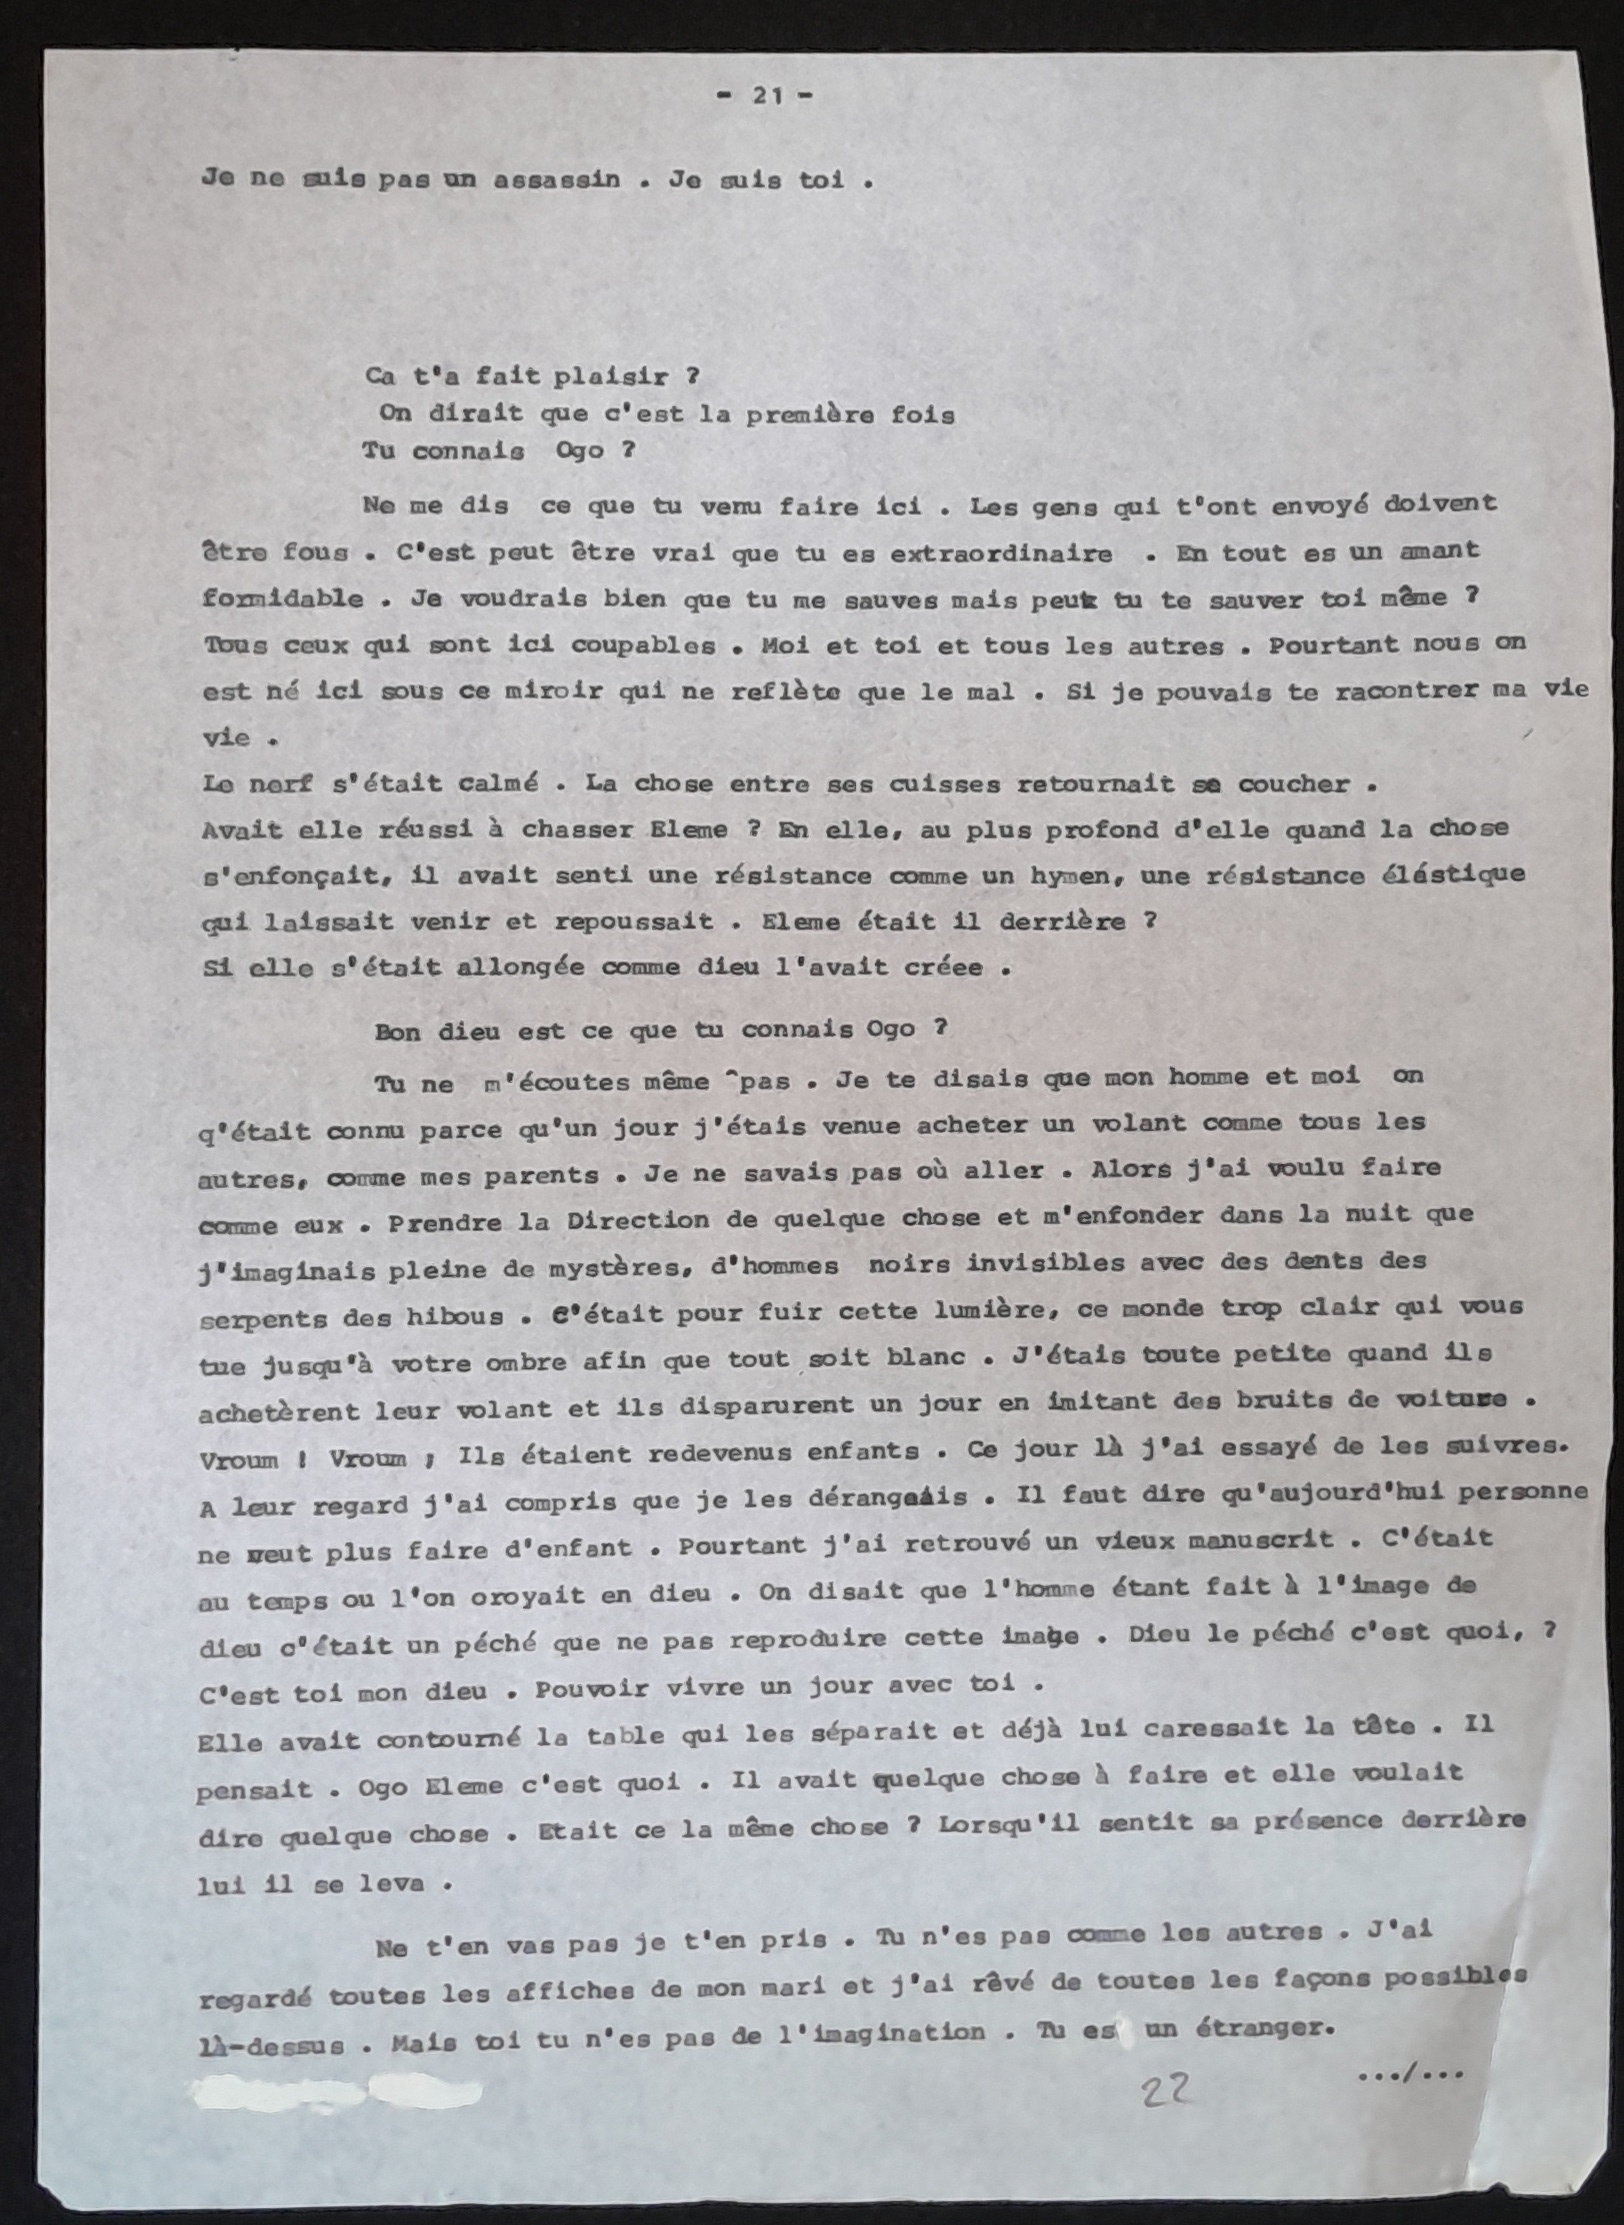 - 21 -
Je ne suis pas un assassin . Je suis toi .
Ca t'a fait plaisir ?
On dirait que c'est la première fois
Tu connais Ogo ?
Ne me dis ce que tu venu faire ici . Les gens qui t'ont envoyé doivent
être fous . C'est peut être vrai que tu es extraordinaire . En tout es un amant
formidable . Je voudrais bien que tu me sauves mais peux tu te sauver toi même ?
Tous ceux qui sont ici coupables . Moi et toi et tous les autres . Pourtant nous on
est né ici sous ce miroir qui ne reflète que le mal . Si je pouvais te racontrer ma vie
vie .
Le nerf s'était calmé . La chose entre ses cuisses retournait se coucher .
Avait elle réussi à chasser Eleme ? En elle, au plus profond d'elle quand la chose
s'enfonçait, il avait senti une résistance comme un hymen, une résistance élástique
qui laissait venir et repoussait . Eleme était il derrière ?
Si elle s'était allongée comme dieu l'avait créee .
Bon dieu est ce que tu connais Ogo ?
Tu ne m'écoutes même ^pas . Je te disais que mon homme et moi on
q'était connu parce qu'un jour j'étais venue acheter un volant comme tous les
autres, comme mes parents . Je ne savais pas où aller . Alors j'ai voulu faire
comme eux . Prendre la Direction de quelque chose et m'enfonder dans la nuit que
j'imaginais pleine de mystères, d'hommes noirs invisibles avec des dents des
serpents des hibous . C'était pour fuir cette lumière, ce monde trop clair qui vous
tue jusqu'à votre ombre afin que tout soit blanc . J'étais toute petite quand ils
achetèrent leur volant et ils disparurent un jour en imitant des bruits de voiture .
Vroum ! Vroum ; Ils étaient redevenus enfants . Ce jour là j'ai essayé de les suivres.
A leur regard j'ai compris que je les dérangeais . Il faut dire qu'aujourd'hui personne
ne veut plus faire d'enfant . Pourtant j'ai retrouvé un vieux manuscrit . C'était
au temps ou l'on oroyait en dieu . On disait que l'homme étant fait à l'image de
dieu c'était un péché que ne pas reproduire cette image . Dieu le péché c'est quoi, ?
C'est toi mon dieu . Pouvoir vivre un jour avec toi .
Elle avait contourné la table qui les séparait et déjà lui caressait la tête . Il
pensait . Ogo Eleme c'est quoi . Il avait quelque chose à faire et elle voulait
dire quelque chose . Etait ce la même chose ? Lorsqu'il sentit sa présence derrière
lui il se leva .
Ne t'en vas pas je t'en pris . Tu n'es pas comme les autres . J'ai
regardé toutes les affiches de mon mari et j'ai rêvé de toutes les façons possibles
là-dessus . Mais toi tu n'es pas de l'imagination . Tu es un étranger.
.../...
22